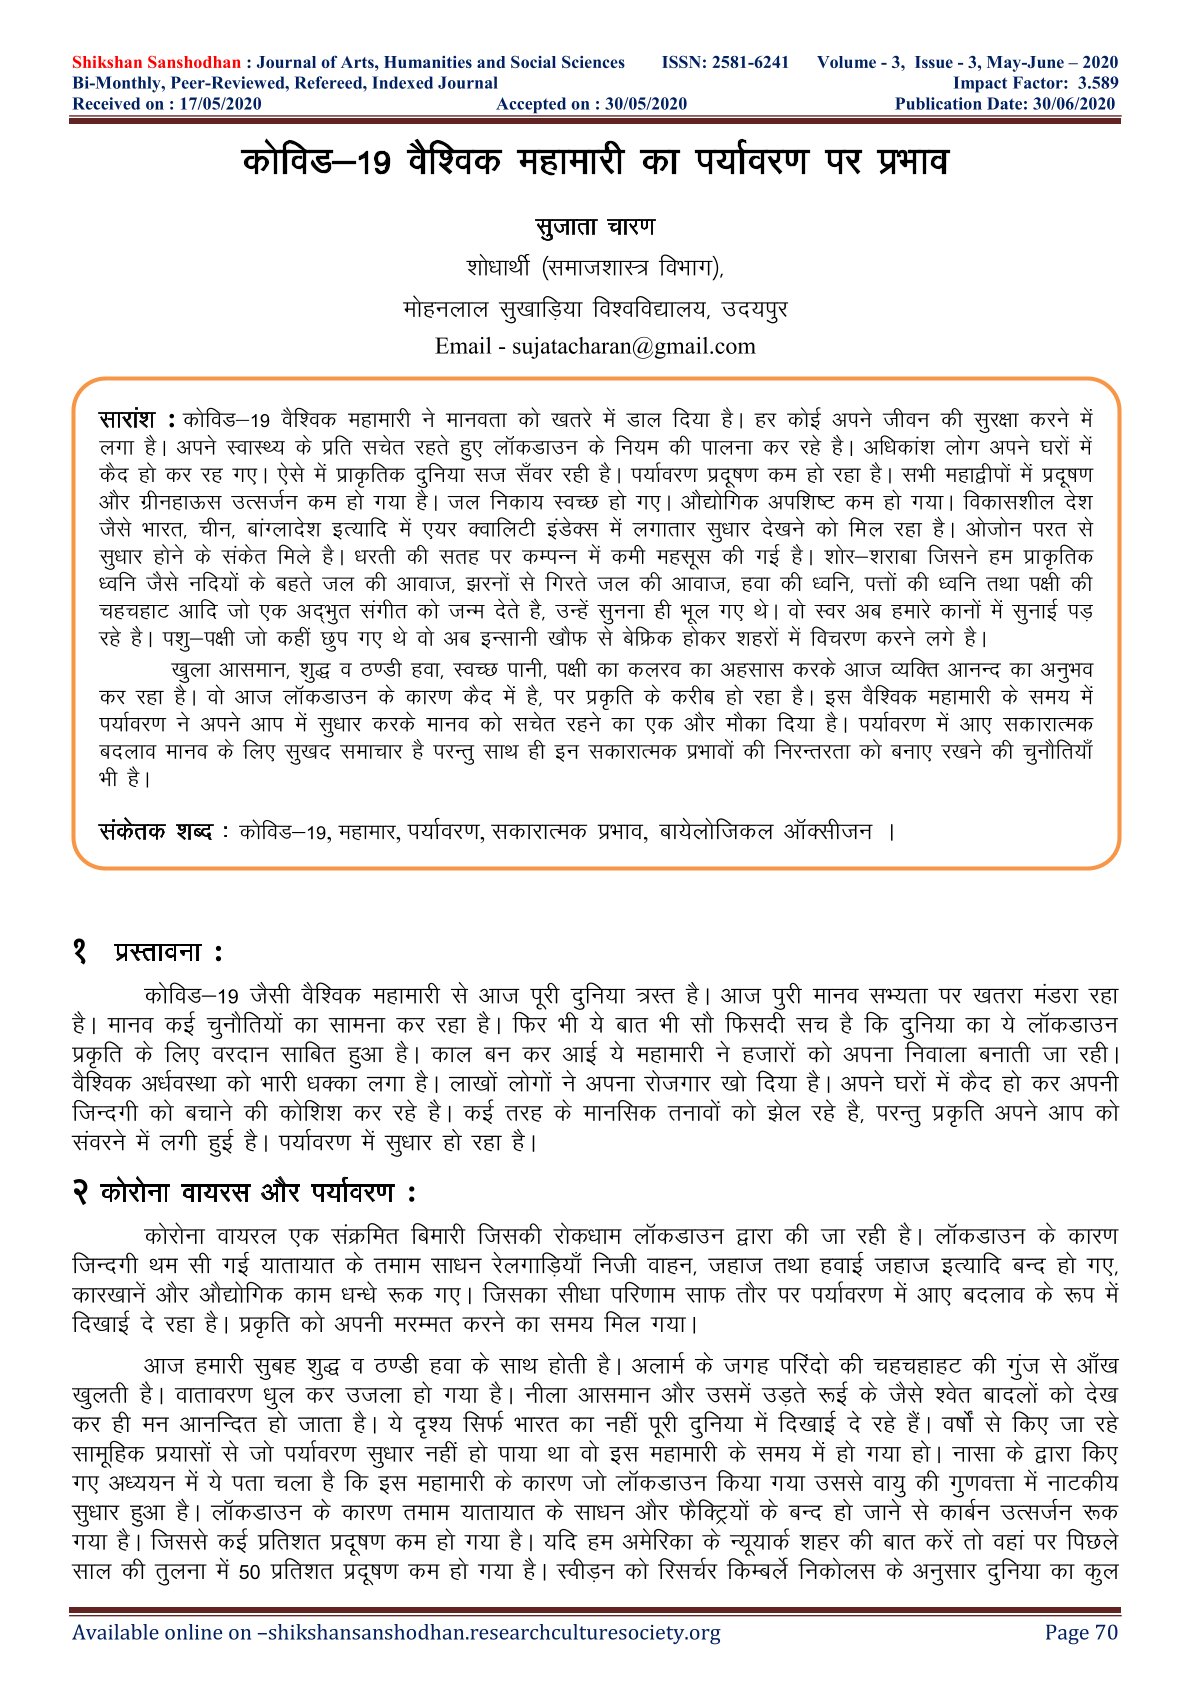 Shikshan Sanshodhan : Journal of Arts, Humanities and Social Sciences ISSN: 2581-6241 Volume - 3, Issue - 3, May-June – 2020
Bi-Monthly, Peer-Reviewed, Refereed, Indexed Journal Impact Factor: 3.589
Received on : 17/05/2020 Accepted on : 30/05/2020 Publication Date: 30/06/2020
कोविड–19 वैश्विक महामारी का पर्यावरण पर प्रभाव
सुजाता चारण
शोधार्थी (समाजशास्त्र विभाग),
मोहनलाल सुखाड़िया विश्वविद्यालय, उदयपुर
Email - sujatacharan@gmail.com
सारांश : कोविड–19 वैश्विक महामारी ने मानवता को खतरे में डाल दिया है। हर कोई अपने जीवन की सुरक्षा करने में
लगा है। अपने स्वास्थ्य के प्रति सचेत रहते हुए लॉकडाउन के नियम की पालना कर रहे है। अधिकांश लोग अपने घरों में
कैद हो कर रह गए। ऐसे में प्राकृतिक दुनिया सज सँवर रही है। पर्यावरण प्रदूषण कम हो रहा है। सभी महाद्वीपों में प्रदूषण
और ग्रीनहाऊस उत्सर्जन कम हो गया है। जल निकाय स्वच्छ हो गए। औद्योगिक अपशिष्ट कम हो गया। विकासशील देश
जैसे भारत, चीन, बांग्लादेश इत्यादि में एयर क्वालिटी इंडेक्स में लगातार सुधार देखने को मिल रहा है। ओजोन परत से
सुधार होने के संकेत मिले है। धरती की सतह पर कम्पन्न में कमी महसूस की गई है। शोर–शराबा जिसने हम प्राकृतिक
ध्वनि जैसे नदियों के बहते जल की आवाज, झरनों से गिरते जल की आवाज, हवा की ध्वनि, पत्तों की ध्वनि तथा पक्षी की
चहचहाट आदि जो एक अद्भुत संगीत को जन्म देते है, उन्हें सुनना ही भूल गए थे। वो स्वर अब हमारे कानों में सुनाई पड़
रहे है। पशु–पक्षी जो कहीं छुप गए थे वो अब इन्सानी खौफ से बेफ्रिक होकर शहरों में विचरण करने लगे है।
खुला आसमान, शुद्ध व ठण्डी हवा, स्वच्छ पानी, पक्षी का कलरव का अहसास करके आज व्यक्ति आनन्द का अनुभव
कर रहा है। वो आज लॉकडाउन के कारण कैद में है, पर प्रकृति के करीब हो रहा है। इस वैश्विक महामारी के समय में
पर्यावरण ने अपने आप में सुधार करके मानव को सचेत रहने का एक और मौका दिया है। पर्यावरण में आए सकारात्मक
बदलाव मानव के लिए सुखद समाचार है परन्तु साथ ही इन सकारात्मक प्रभावों की निरन्तरता को बनाए रखने की चुनौतियाँ
भी है।
संकेतक शब्द : कोविड–19, महामार, पर्यावरण, सकारात्मक प्रभाव, बायेलोजिकल ऑक्सीजन ।
१ प्रस्तावना :
कोविड–19 जैसी वैश्विक महामारी से आज पूरी दुनिया त्रस्त है। आज पुरी मानव सभ्यता पर खतरा मंडरा रहा
है। मानव कई चुनौतियों का सामना कर रहा है। फिर भी ये बात भी सौ फिसदी सच है कि दुनिया का ये लॉकडाउन
प्रकृति के लिए वरदान साबित हुआ है। काल बन कर आई ये महामारी ने हजारों को अपना निवाला बनाती जा रही।
वैश्विक अर्धवस्था को भारी धक्का लगा है। लाखों लोगों ने अपना रोजगार खो दिया है। अपने घरों में कैद हो कर अपनी
जिन्दगी को बचाने की कोशिश कर रहे है। कई तरह के मानसिक तनावों को झेल रहे है, परन्तु प्रकृति अपने आप को
संवरने में लगी हुई है। पर्यावरण में सुधार हो रहा है।
२ कोरोना वायरस और पर्यावरण :
कोरोना वायरल एक संक्रमित बिमारी जिसकी रोकधाम लॉकडाउन द्वारा की जा रही है। लॉकडाउन के कारण
जिन्दगी थम सी गई यातायात के तमाम साधन रेलगाड़ियाँ निजी वाहन, जहाज तथा हवाई जहाज इत्यादि बन्द हो गए,
कारखानें और औद्योगिक काम धन्धे रूक गए। जिसका सीधा परिणाम साफ तौर पर पर्यावरण में आए बदलाव के रूप में
दिखाई दे रहा है। प्रकृति को अपनी मरम्मत करने का समय मिल गया।
आज हमारी सुबह शुद्ध व ठण्डी हवा के साथ होती है। अलार्म के जगह परिंदो की चहचहाहट की गुंज से आँख
खुलती है। वातावरण धुल कर उजला हो गया है। नीला आसमान और उसमें उड़ते रूई के जैसे श्वेत बादलों को देख
कर ही मन आनन्दित हो जाता है। ये दृश्य सिर्फ भारत का नहीं पूरी दुनिया में दिखाई दे रहे हैं। वर्षों से किए जा रहे
सामूहिक प्रयासों से जो पर्यावरण सुधार नहीं हो पाया था वो इस महामारी के समय में हो गया हो। नासा के द्वारा किए
गए अध्ययन में ये पता चला है कि इस महामारी के कारण जो लॉकडाउन किया गया उससे वायु की गुणवत्ता में नाटकीय
सुधार हुआ है। लॉकडाउन के कारण तमाम यातायात के साधन और फैक्ट्रियों के बन्द हो जाने से कार्बन उत्सर्जन रूक
गया है। जिससे कई प्रतिशत प्रदूषण कम हो गया है। यदि हम अमेरिका के न्यूयार्क शहर की बात करें तो वहां पर पिछले
साल की तुलना में 50 प्रतिशत प्रदूषण कम हो गया है। स्वीड़न को रिसर्चर किम्बर्ले निकोलस के अनुसार दुनिया का कुल
Available online on –shikshansanshodhan.researchculturesociety.org Page 70